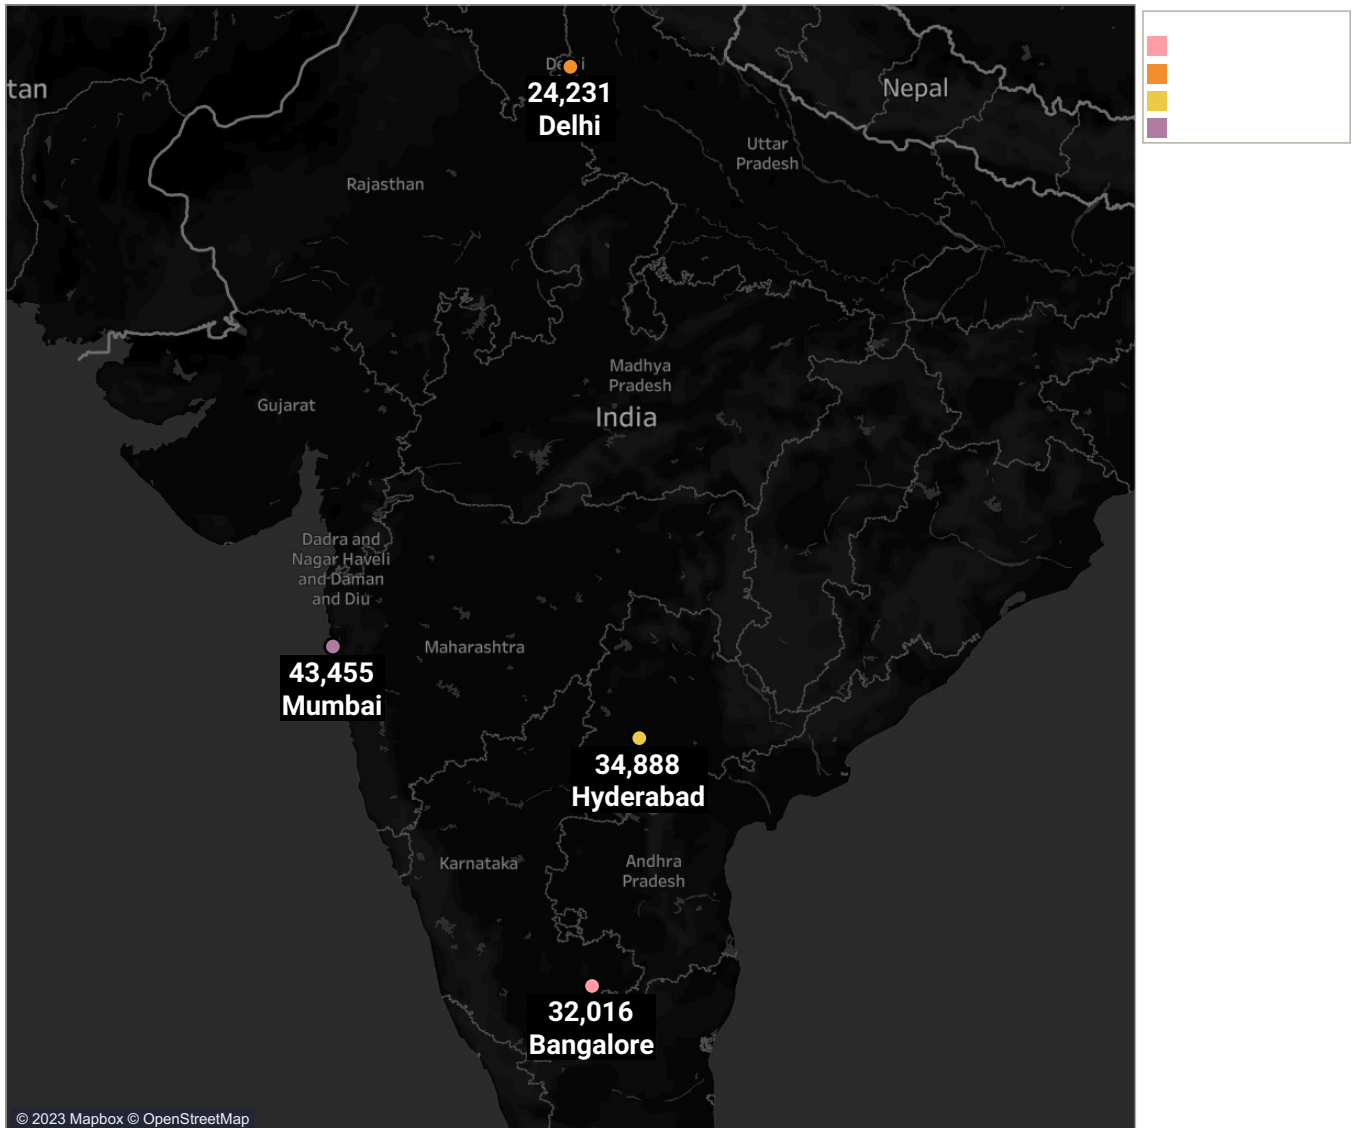 Delhi
24,231
Delhi
tan
Nepal
Uttar
Pradesh
Rajasthan
Madhya
Pradesh
India
Gujarat
Dadra and
Nagar Haveli
and Daman
and Diu
Maharashtra
43,455
Mumbai
34,888
Hyderabad
Karnataka
Andhra
Pradesh
32,016
Bangalore
© 2023 Mapbox © OpenStreetMap